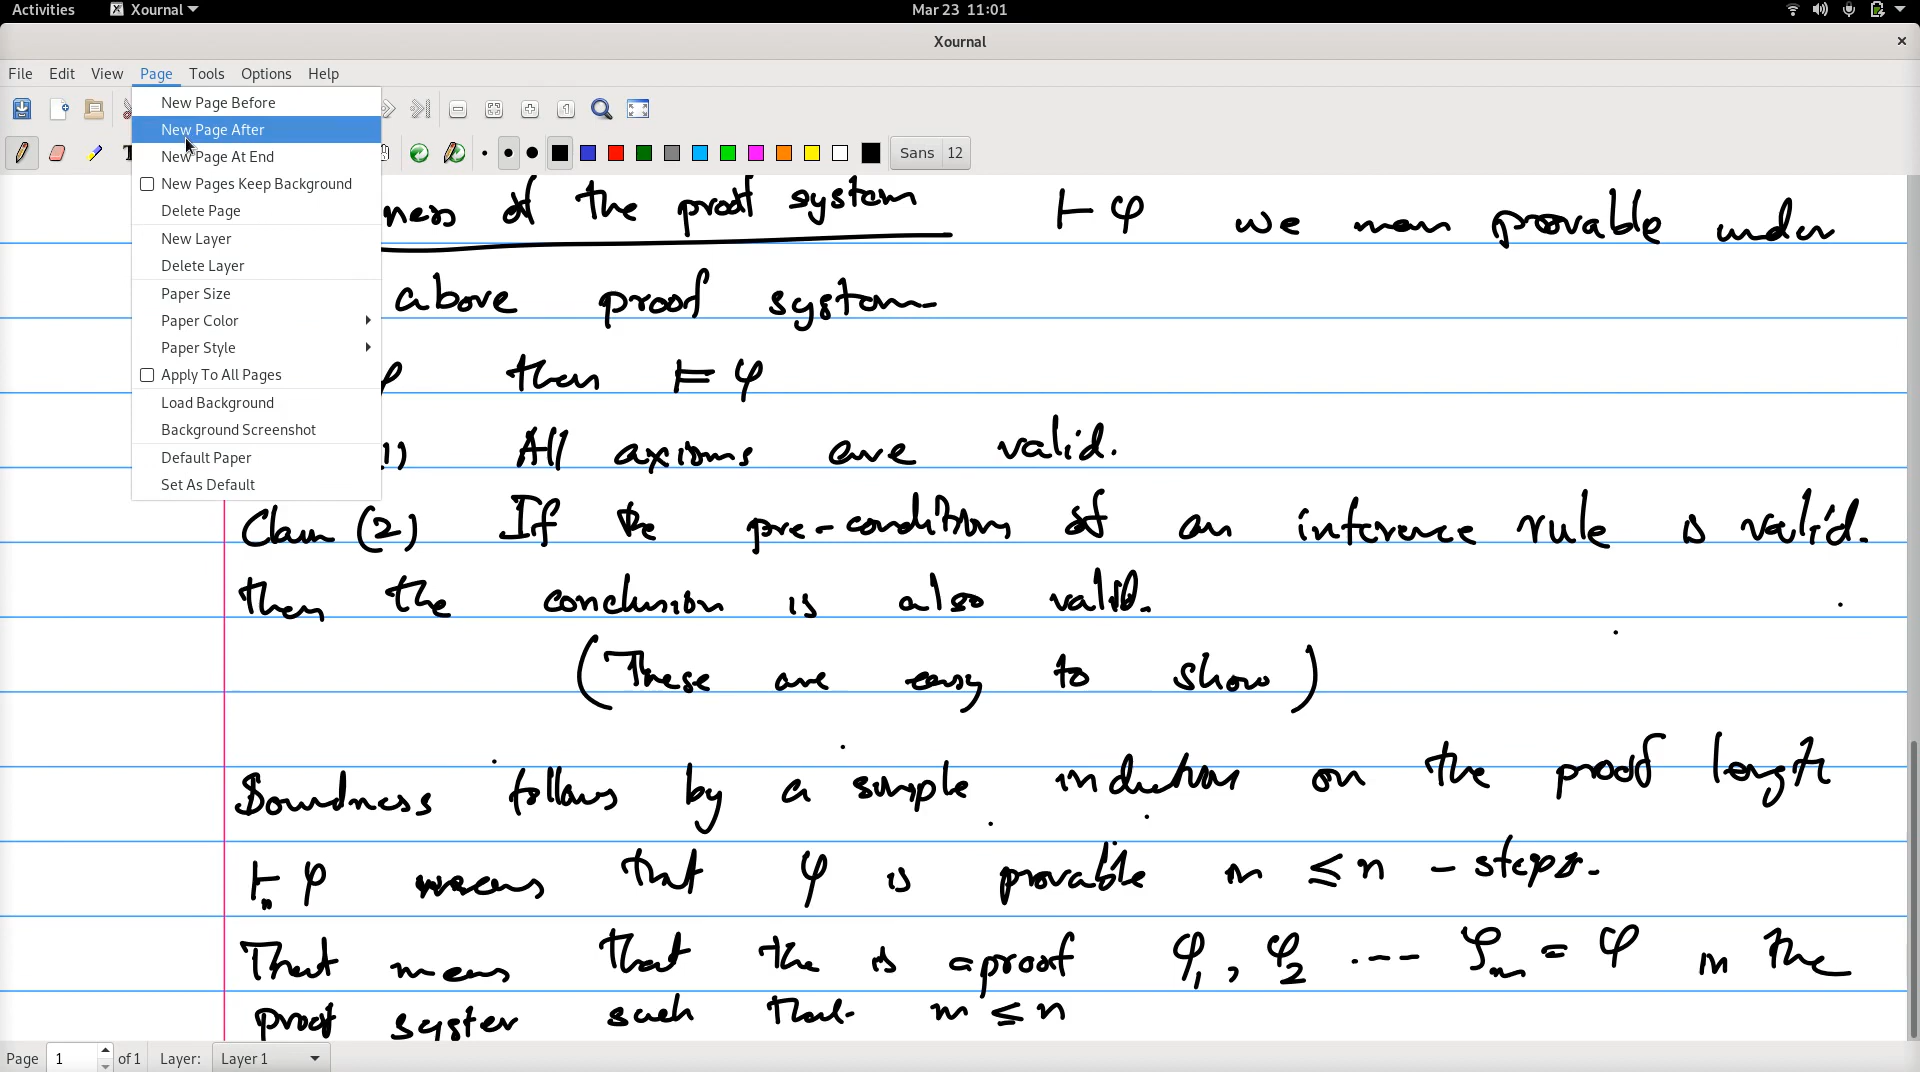 Activities Xournal Mar 23 11:01
Xournal
File Edit View Page Tools Options Help
New Page Before
New Page After
New Page At End
New Pages Keep Background
Delete Page
New Layer
Delete Layer
Paper Size
Paper Color
Paper Style
Apply To All Pages
Load Background
Background Screenshot
Default Paper
Set As Default
Sans 12
ness of the proof system ⊢ φ we mean provable under
above proof system
φ then ⊨ φ
1) All axioms are valid.
Claim (2) If the pre-conditions of an inference rule is valid.
then the conclusion is also valid.
(These are easy to show)
Soundness follows by a simple induction on the proof length
⊢n φ means that φ is provable in ≤ n - steps.
That means that the is a proof φ1, φ2 .--- φm = φ in the
proof system such that m ≤ n
Page 1 of 1 Layer: Layer 1